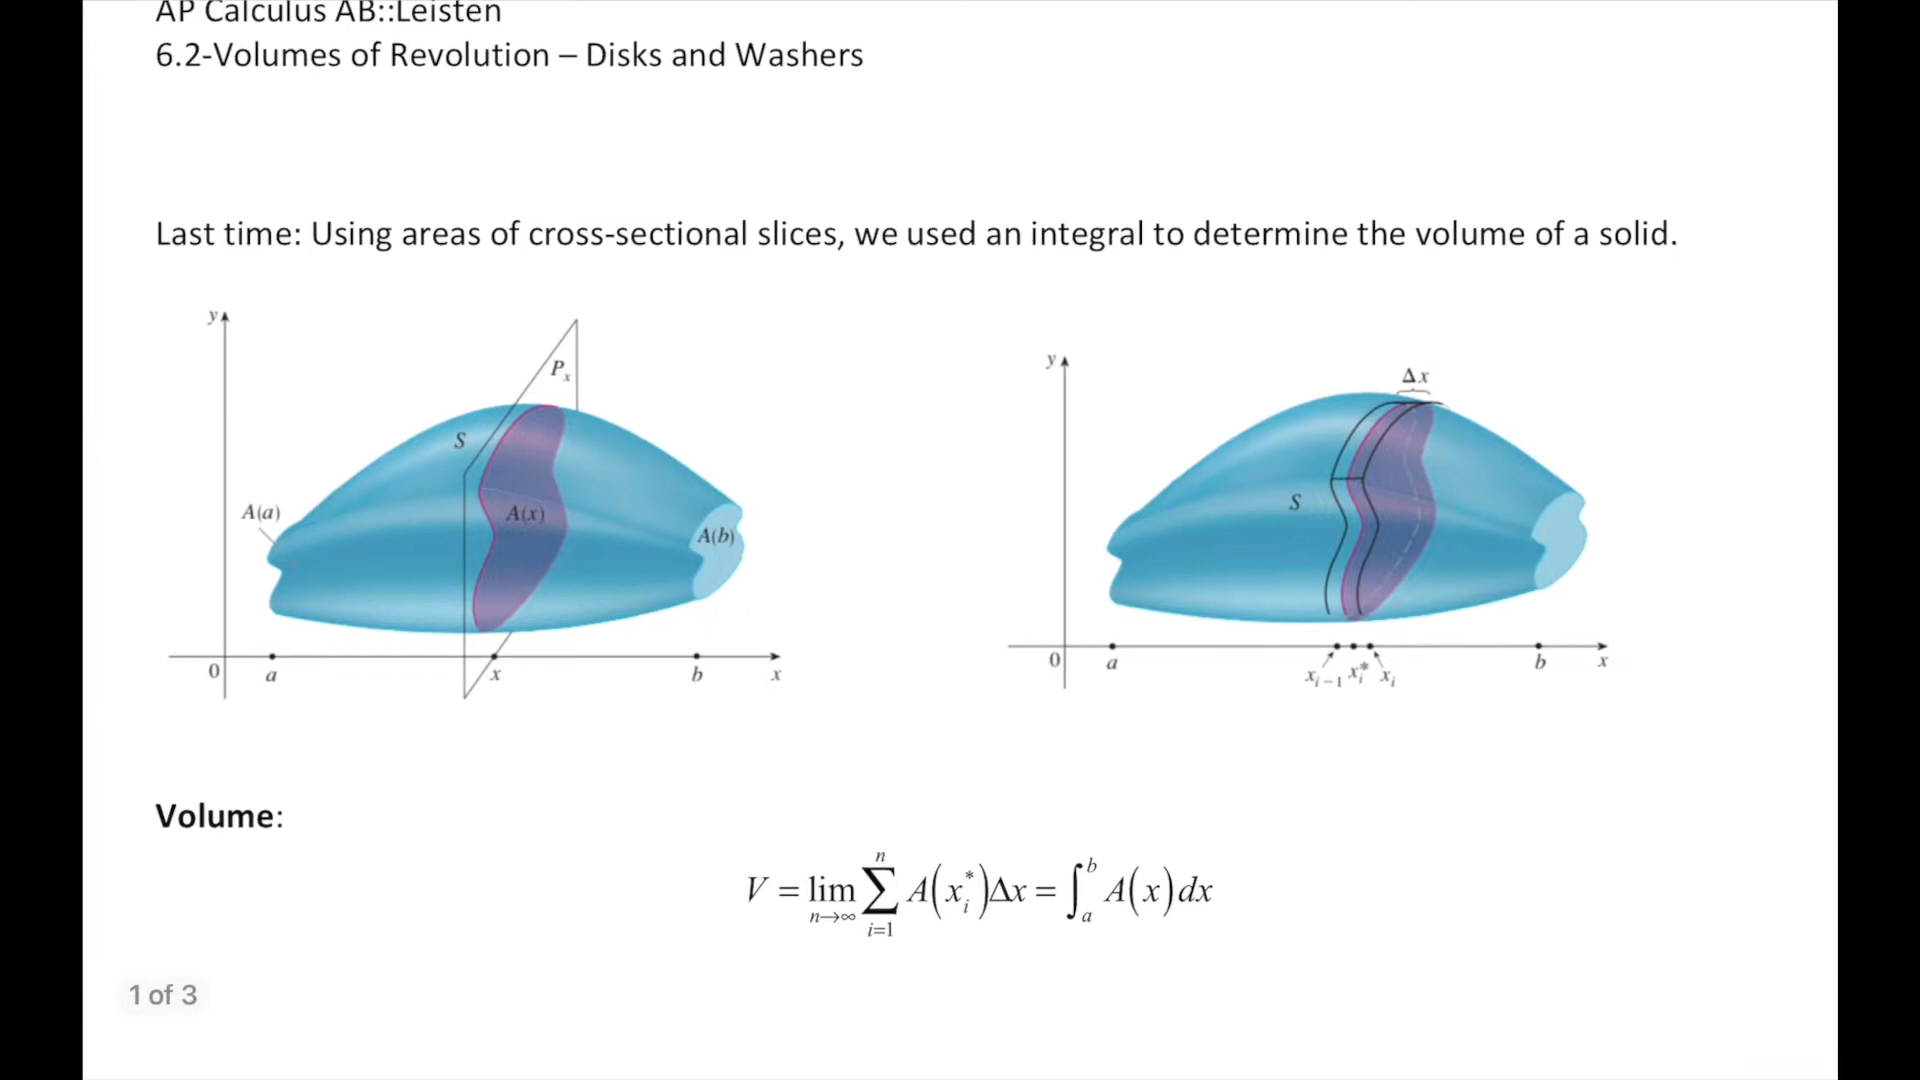 AP Calculus AB::Leisten
6.2-Volumes of Revolution – Disks and Washers
Last time: Using areas of cross-sectional slices, we used an integral to determine the volume of a solid.
y
P_x
S
A(a)
A(x)
A(b)
0 a x b x
y
Δx
S
0 a x_{i-1} x_i^* x_i b x
Volume:
V = lim_{n→∞} ∑_{i=1}^{n} A(x_i^*)Δx = ∫_a^b A(x)dx
1 of 3